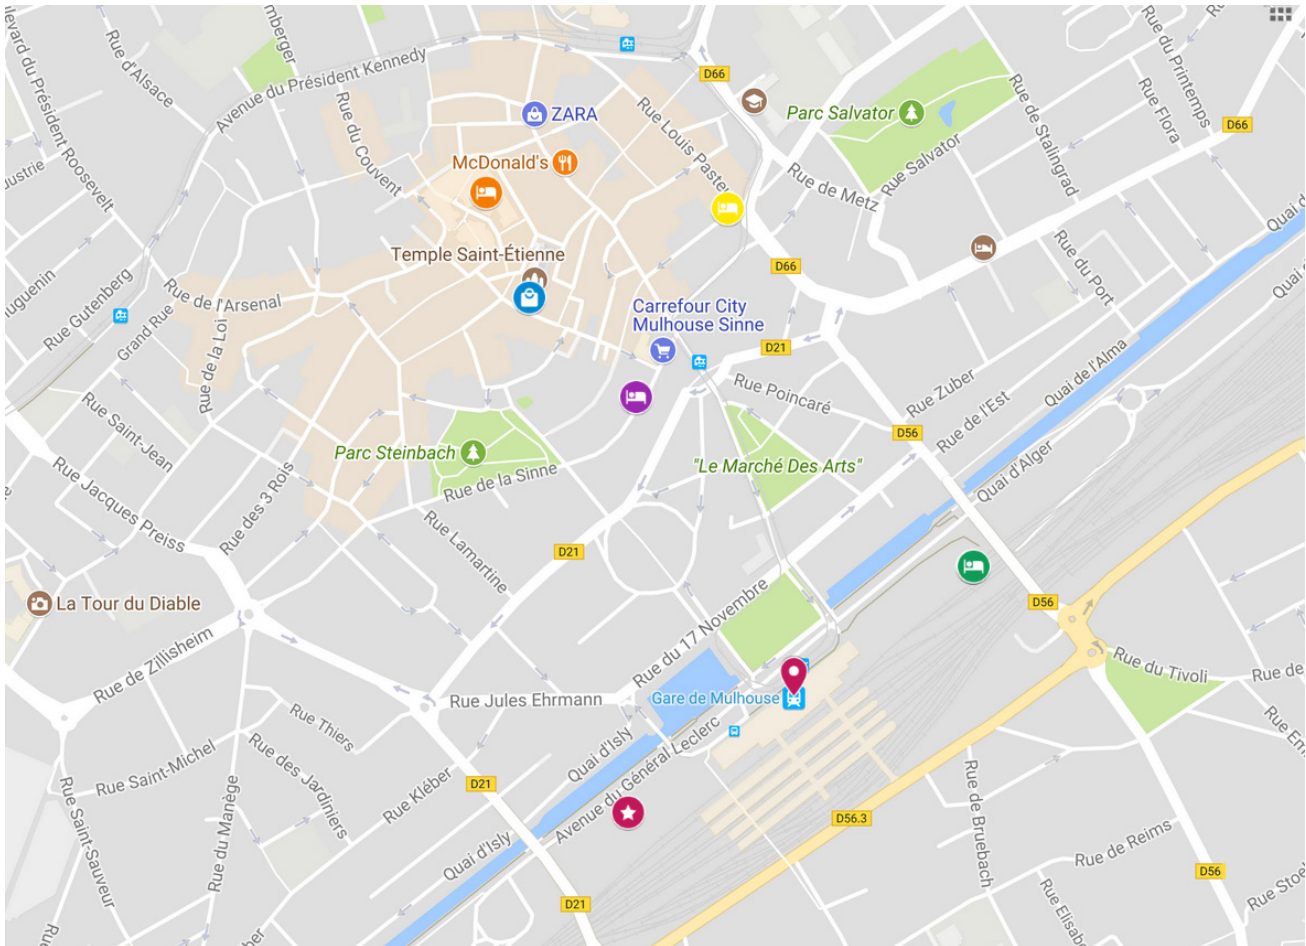 Rue d'Alsace
Avenue du Président Kennedy
Rue du Couvent
D66
ZARA
McDonald's
Rue Louis Paste
Parc Salvator
Rue de Metz
Rue Salvator
Rue de Stalingrad
Rue du Printemps
Rue Flora
D66
Temple Saint-Étienne
Rue de l'Arsenal
Rue Gutenberg
Grand Rue
Rue de la Loi
Carrefour City
Mulhouse Sinne
D66
D21
Rue du Port
Quai de l'Alma
Rue Poincaré
Rue Zuber
Rue de l'Est
D56
Rue Saint-Jean
Rue Jacques Preiss
Rue des 3 Rois
Parc Steinbach
Rue de la Sinne
"Le Marché Des Arts"
Quai d'Alger
Rue Lamartine
D21
La Tour du Diable
Rue de Zillisheim
Rue du 17 Novembre
D56
Rue du Tivoli
Rue Jules Ehrmann
Gare de Mulhouse
Rue Thiers
Rue Saint-Michel
Rue des Jardiniers
Rue Kléber
Quai d'Isly
Avenue du Général Leclerc
D21
D56.3
Rue Saint-Sauveur
Rue du Manège
Quai d'Isly
Rue de Bruebach
Rue de Reims
D56
D21